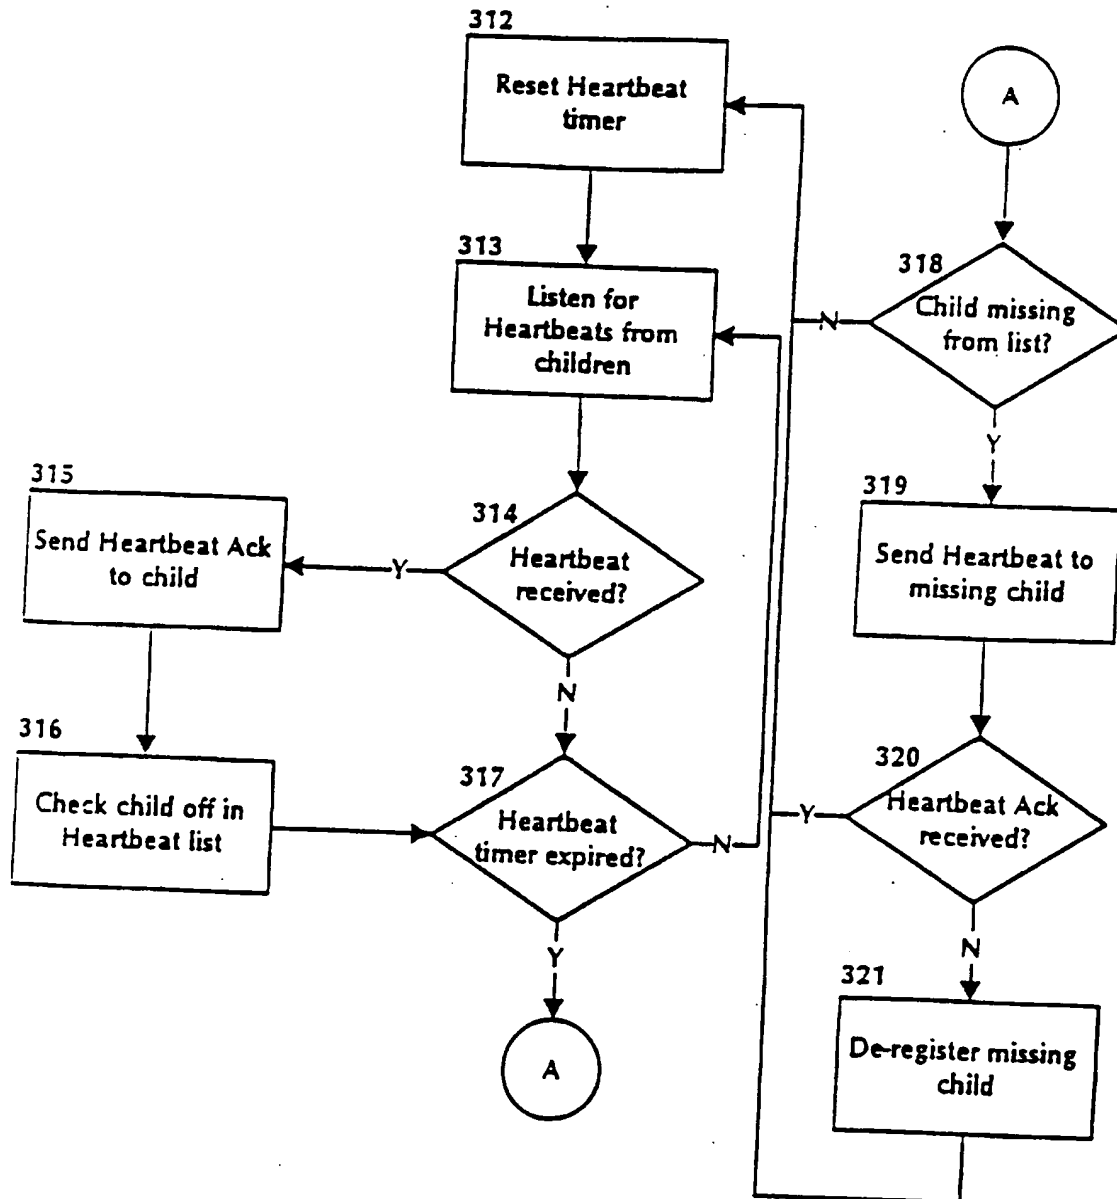 312
Reset Heartbeat
timer
313
Listen for
Heartbeats from
children
314
Heartbeat
received?
Y
N
315
Send Heartbeat Ack
to child
316
Check child off in
Heartbeat list
317
Heartbeat
timer expired?
N
Y
A
A
318
Child missing
from list?
N
Y
319
Send Heartbeat to
missing child
320
Heartbeat Ack
received?
Y
N
321
De-register missing
child